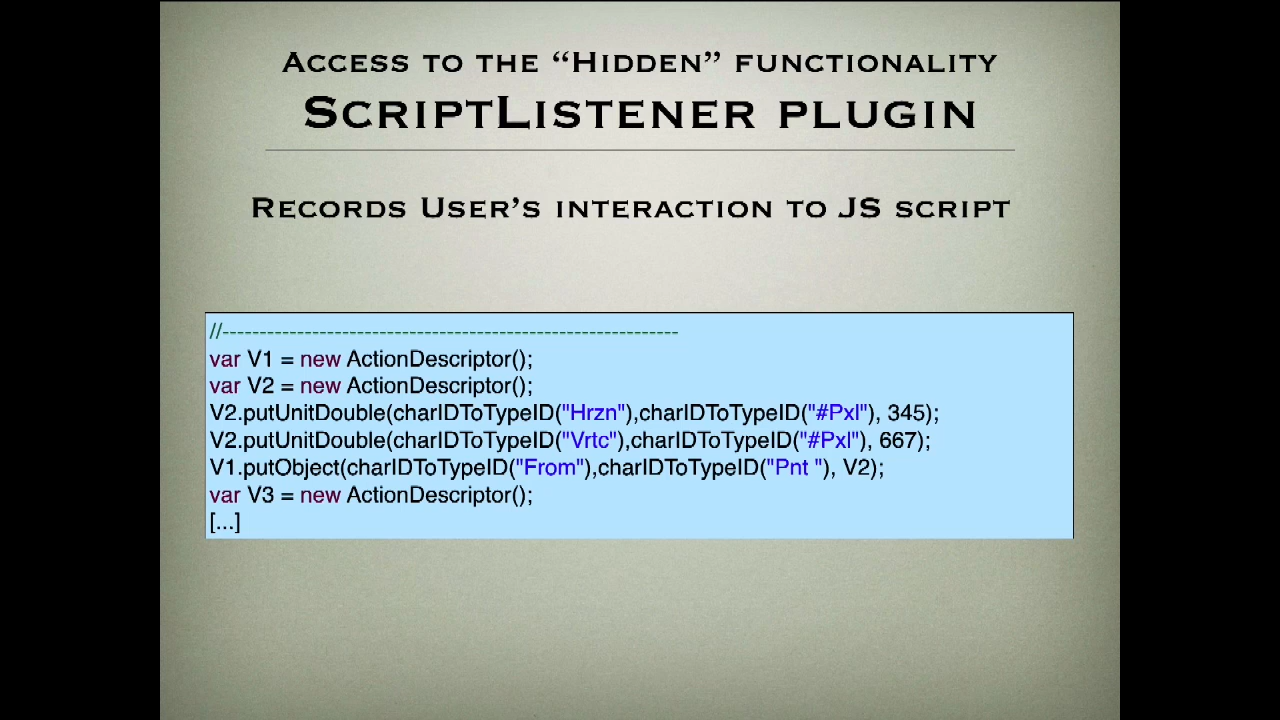 Access to the “Hidden” functionality
ScriptListener plugin
Records User’s interaction to JS script
//-------------------------------------------------------------
var V1 = new ActionDescriptor();
var V2 = new ActionDescriptor();
V2.putUnitDouble(charIDToTypeID("Hrzn"),charIDToTypeID("#Pxl"), 345);
V2.putUnitDouble(charIDToTypeID("Vrtc"),charIDToTypeID("#Pxl"), 667);
V1.putObject(charIDToTypeID("From"),charIDToTypeID("Pnt "), V2);
var V3 = new ActionDescriptor();
[...]